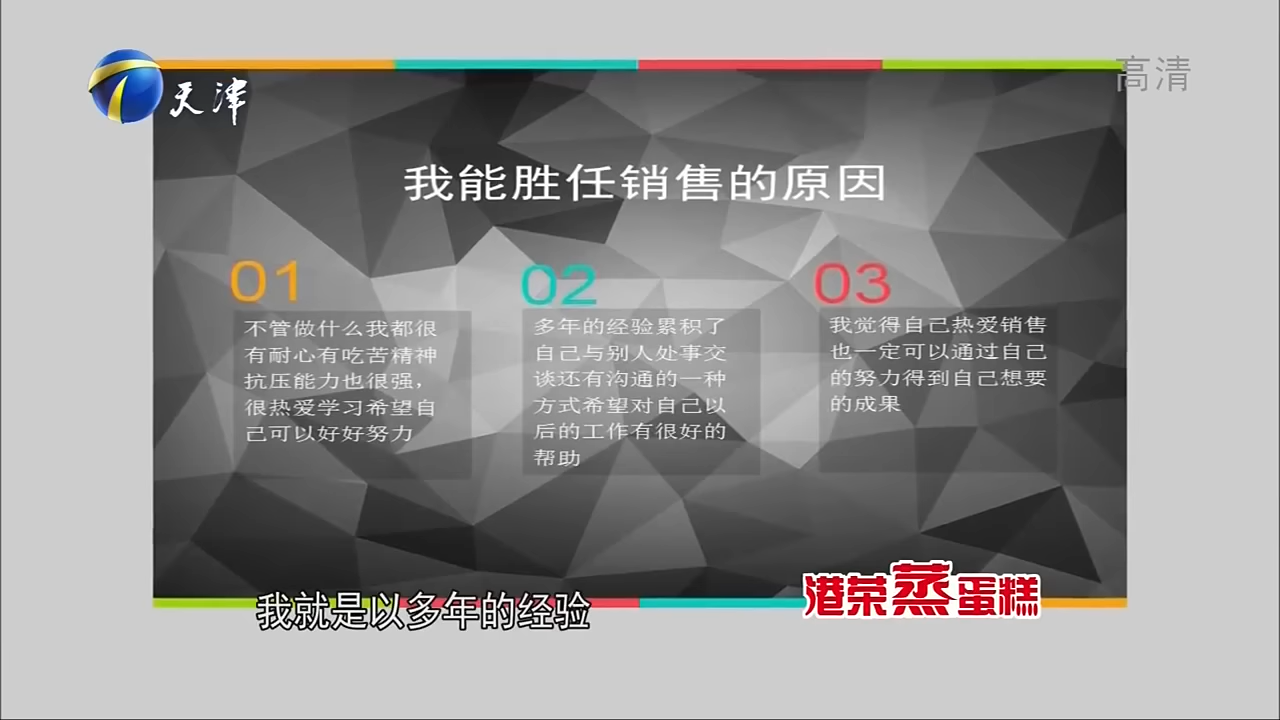 天津
高清
我能胜任销售的原因
01
不管做什么我都很
有耐心有吃苦精神
抗压能力也很强，
很热爱学习希望自
己可以好好努力
02
多年的经验累积了
自己与别人处事交
谈还有沟通的一种
方式希望对自己以
后的工作有很好的
帮助
03
我觉得自己热爱销售
也一定可以通过自己
的努力得到自己想要
的成果
我就是以多年的经验
港荣蒸蛋糕